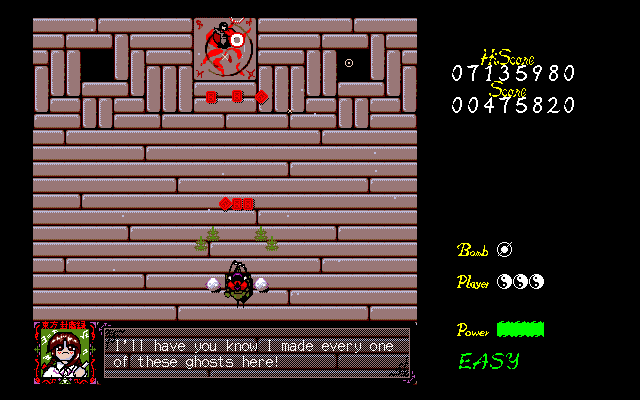 HiScore
07135980
Score
00475820
Bomb
Player
Power
EASY
I'll have you know I made every one
of these ghosts here!